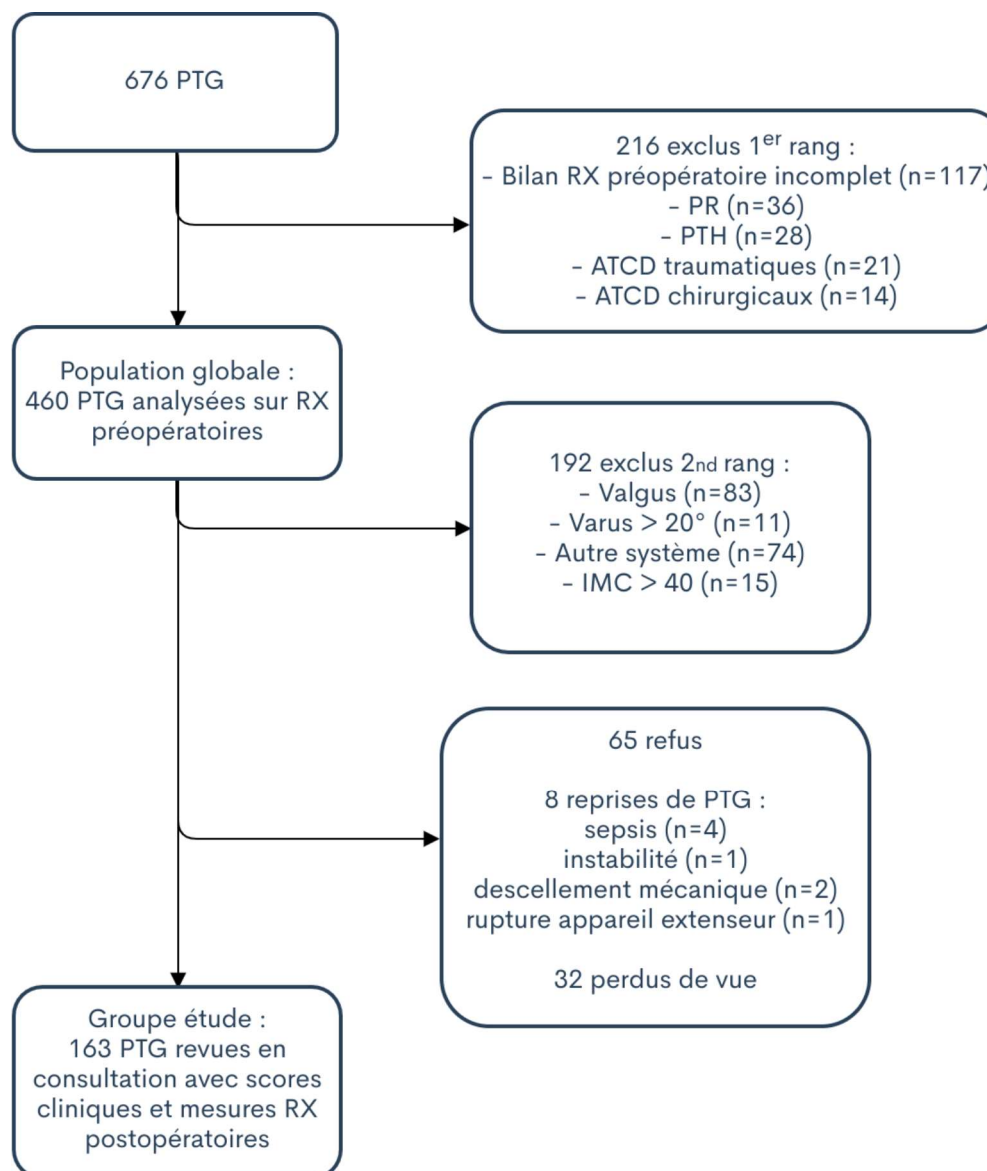 676 PTG
216 exclus 1er rang :
- Bilan RX préopératoire incomplet (n=117)
- PR (n=36)
- PTH (n=28)
- ATCD traumatiques (n=21)
- ATCD chirurgicaux (n=14)
Population globale :
460 PTG analysées sur RX
préopératoires
192 exclus 2nd rang :
- Valgus (n=83)
- Varus > 20° (n=11)
- Autre système (n=74)
- IMC > 40 (n=15)
65 refus
8 reprises de PTG :
sepsis (n=4)
instabilité (n=1)
descellement mécanique (n=2)
rupture appareil extenseur (n=1)
32 perdus de vue
Groupe étude :
163 PTG revues en
consultation avec scores
cliniques et mesures RX
postopératoires